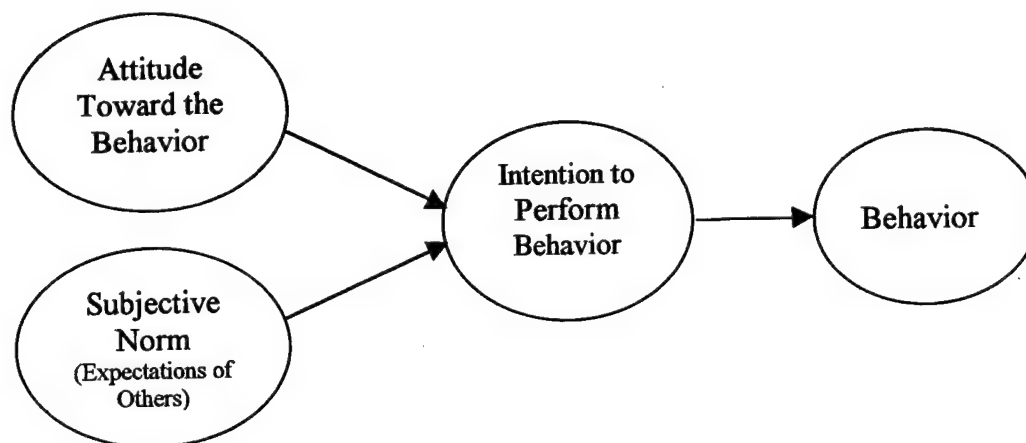 Attitude
Toward the
Behavior
Subjective
Norm
(Expectations of
Others)
Intention to
Perform
Behavior
Behavior